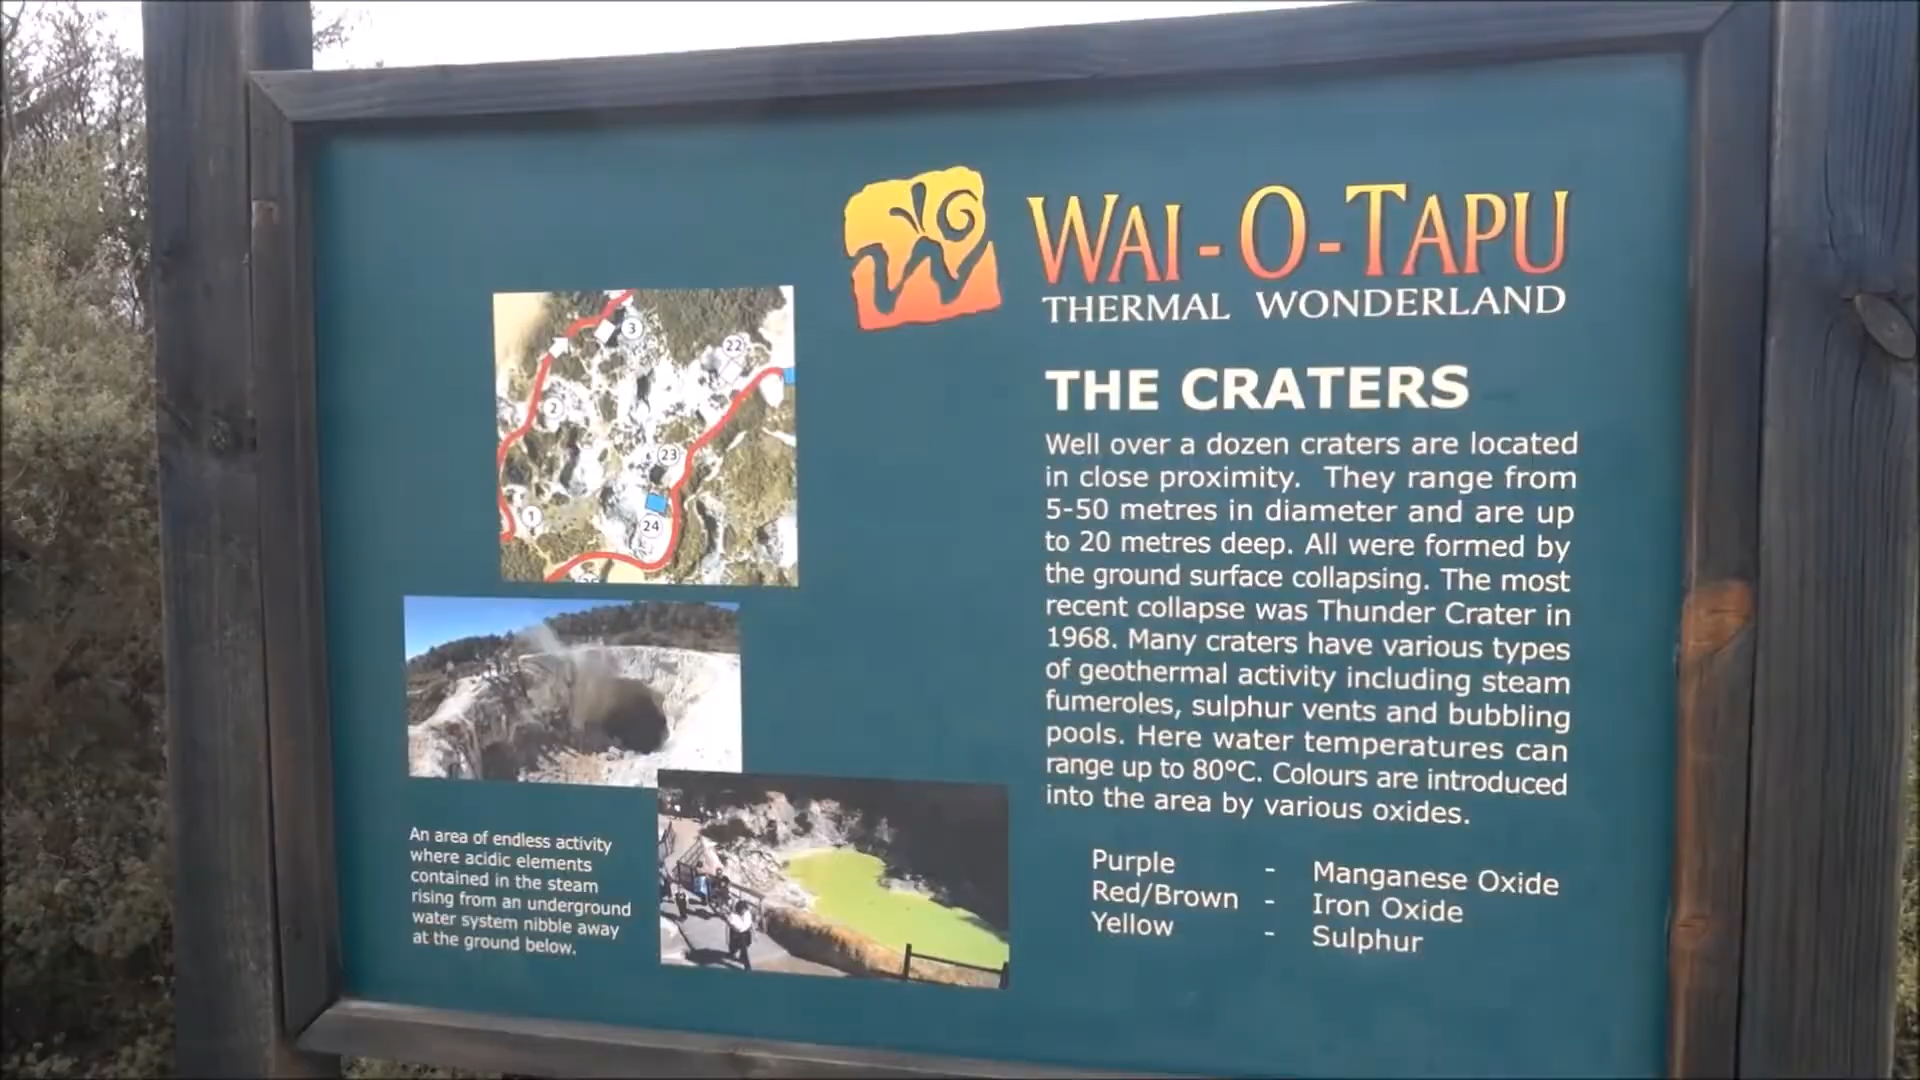 WAI-O-TAPU
THERMAL WONDERLAND
THE CRATERS
Well over a dozen craters are located
in close proximity. They range from
5-50 metres in diameter and are up
to 20 metres deep. All were formed by
the ground surface collapsing. The most
recent collapse was Thunder Crater in
1968. Many craters have various types
of geothermal activity including steam
fumeroles, sulphur vents and bubbling
pools. Here water temperatures can
range up to 80°C. Colours are introduced
into the area by various oxides.
Purple - Manganese Oxide
Red/Brown - Iron Oxide
Yellow - Sulphur
3
22
2
23
1
24
An area of endless activity
where acidic elements
contained in the steam
rising from an underground
water system nibble away
at the ground below.